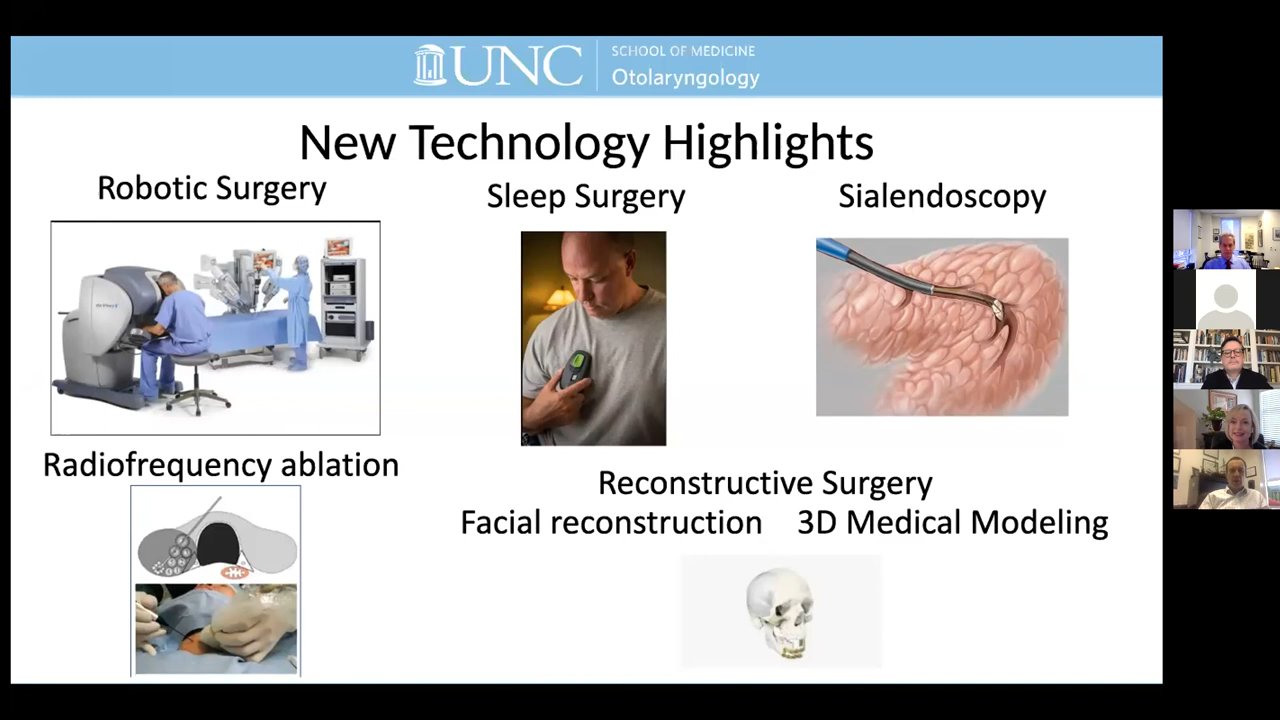 UNC
SCHOOL OF MEDICINE
Otolaryngology
New Technology Highlights
Robotic Surgery
Sleep Surgery
Sialendoscopy
Radiofrequency ablation
Reconstructive Surgery
Facial reconstruction 3D Medical Modeling